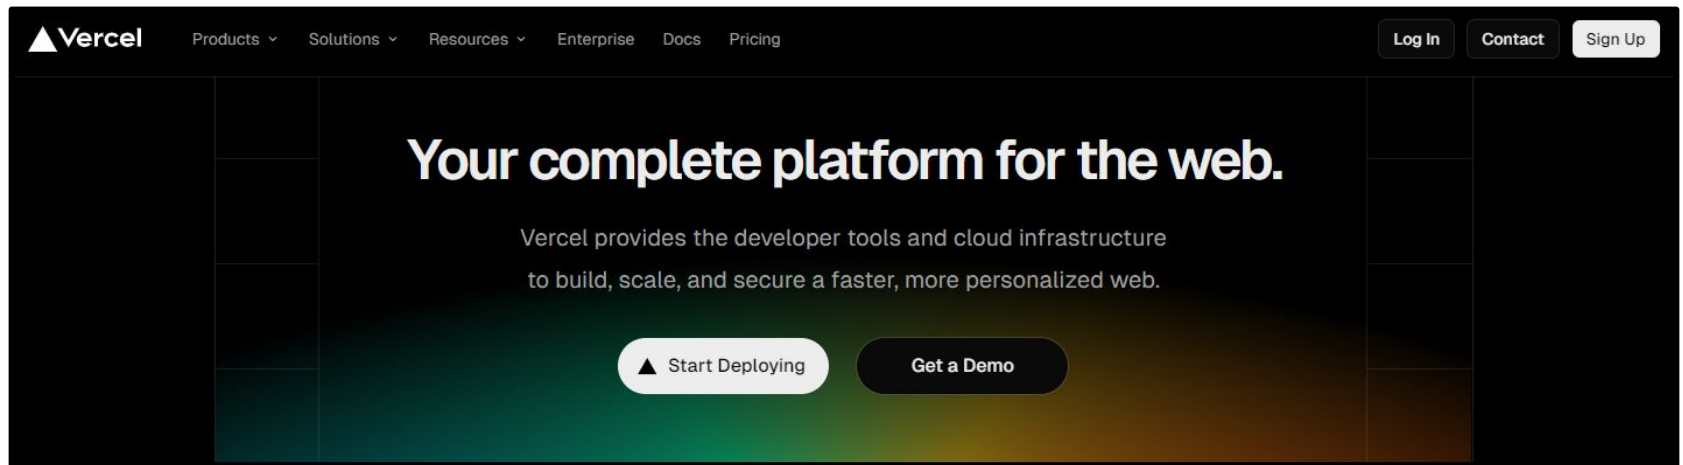 Vercel
Products
Solutions
Resources
Enterprise
Docs
Pricing
Log In
Contact
Sign Up
Your complete platform for the web.
Vercel provides the developer tools and cloud infrastructure
to build, scale, and secure a faster, more personalized web.
Start Deploying
Get a Demo